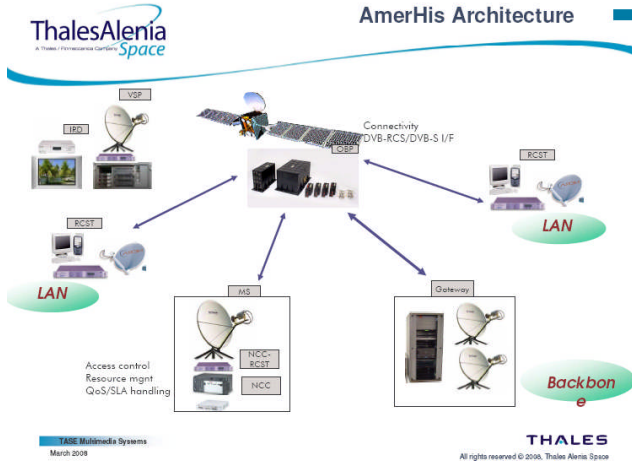 AmerHis Architecture
ThalesAlenia
A Thales / Finmeccanica Company
Space
VSP
IRD
Connectivity
DVB-RCS/DVB-S I/F
OBP
RCST
LAN
RCST
LAN
MS
NCC-
RCST
NCC
Access control
Resource mgnt
QoS/SLA handling
Gateway
Backbon
e
TASE Multimedia Systems
March 2008
THALES
All rights reserved © 2006, Thales Alenia Space